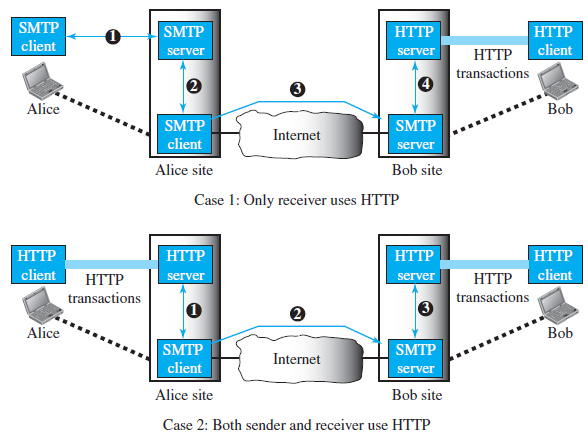 SMTP
client
1
SMTP
server
HTTP
server
HTTP
client
HTTP
transactions
2
3
4
Alice
Bob
SMTP
client
Internet
SMTP
server
Alice site
Bob site
Case 1: Only receiver uses HTTP
HTTP
client
HTTP
transactions
HTTP
server
HTTP
server
HTTP
client
HTTP
transactions
1
2
3
Alice
Bob
SMTP
client
Internet
SMTP
server
Alice site
Bob site
Case 2: Both sender and receiver use HTTP